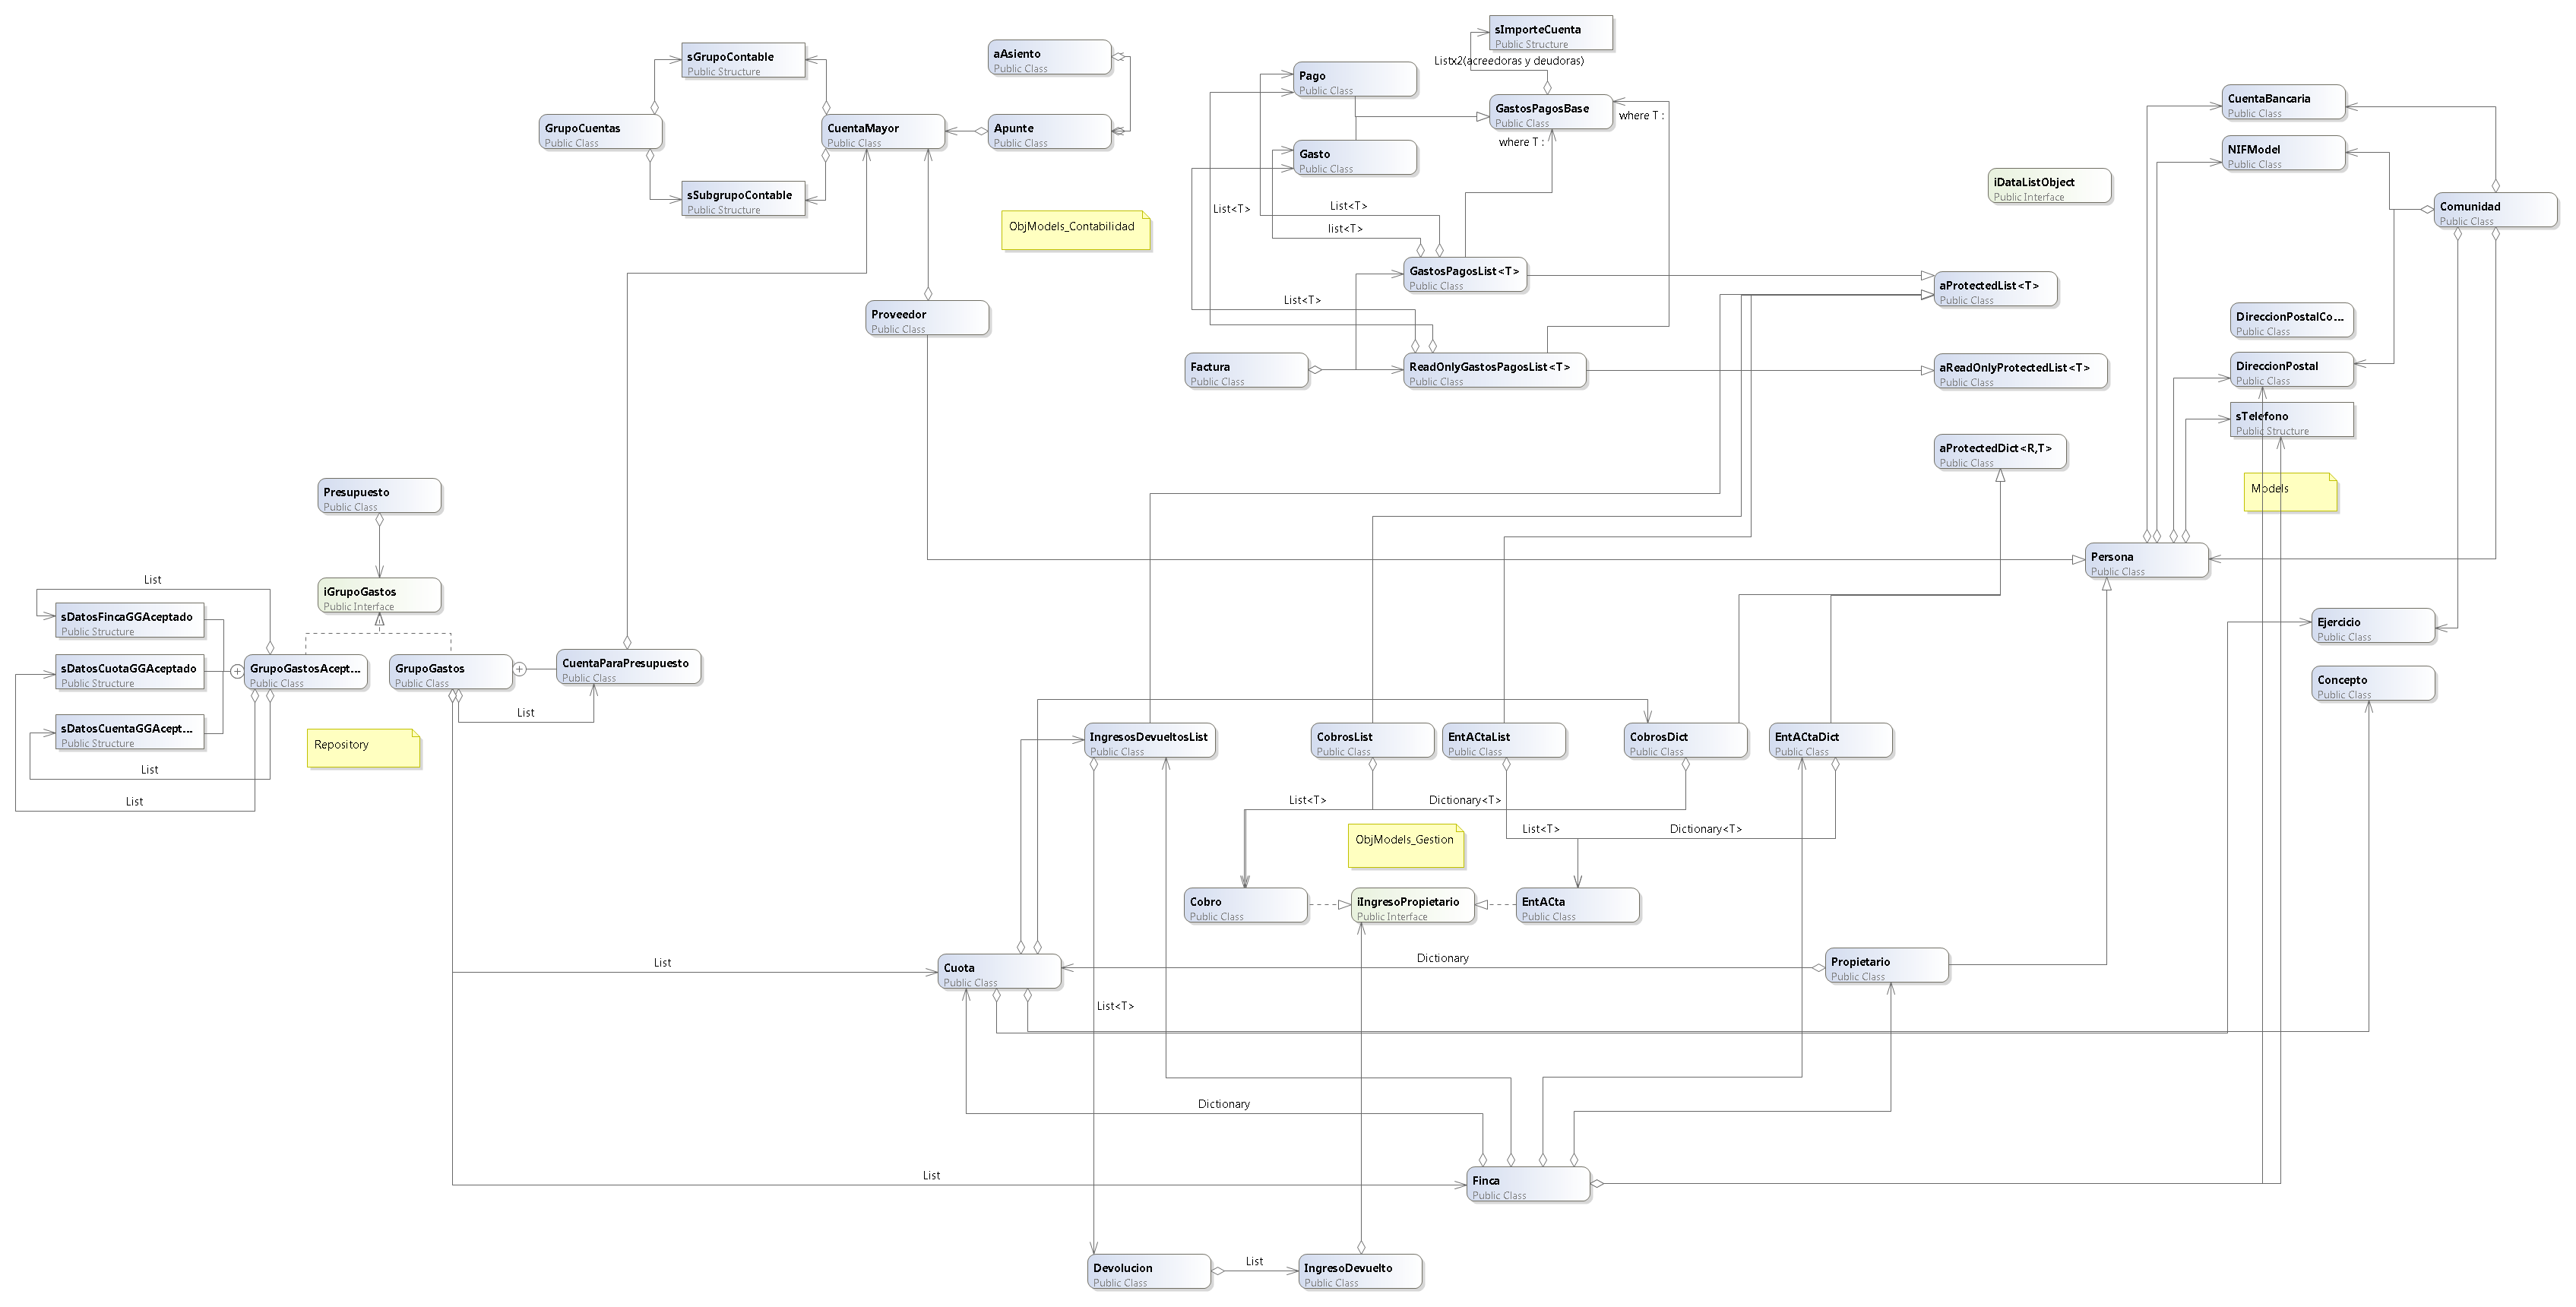 sImporteCuenta
Public Structure
sGrupoContable
Public Structure
aAsiento
Public Class
Listx2(acreedoras y deudoras)
Pago
Public Class
GastosPagosBase
Public Class
where T :
where T :
CuentaBancaria
Public Class
GrupoCuentas
Public Class
CuentaMayor
Public Class
Apunte
Public Class
Gasto
Public Class
NIFModel
Public Class
iDataListObject
Public Interface
sSubgrupoContable
Public Structure
Comunidad
Public Class
ObjModels_Contabilidad
List<T>
List<T>
list<T>
GastosPagosList<T>
Public Class
aProtectedList<T>
Public Class
List<T>
Proveedor
Public Class
DireccionPostalCo...
Public Class
Factura
Public Class
ReadOnlyGastosPagosList<T>
Public Class
aReadOnlyProtectedList<T>
Public Class
DireccionPostal
Public Class
sTelefono
Public Structure
aProtectedDict<R,T>
Public Class
Models
Presupuesto
Public Class
Persona
Public Class
List
iGrupoGastos
Public Interface
sDatosFincaGGAceptado
Public Structure
Ejercicio
Public Class
sDatosCuotaGGAceptado
Public Structure
GrupoGastosAcept...
Public Class
GrupoGastos
Public Class
CuentaParaPresupuesto
Public Class
Concepto
Public Class
List
sDatosCuentaGGAcept...
Public Structure
Repository
List
List
IngresosDevueltosList
Public Class
CobrosList
Public Class
EntACtaList
Public Class
CobrosDict
Public Class
EntACtaDict
Public Class
List<T>
Dictionary<T>
List<T>
Dictionary<T>
ObjModels_Gestion
Cobro
Public Class
iIngresoPropietario
Public Interface
EntACta
Public Class
List
Cuota
Public Class
Dictionary
Propietario
Public Class
List<T>
Dictionary
List
Finca
Public Class
Devolucion
Public Class
List
IngresoDevuelto
Public Class